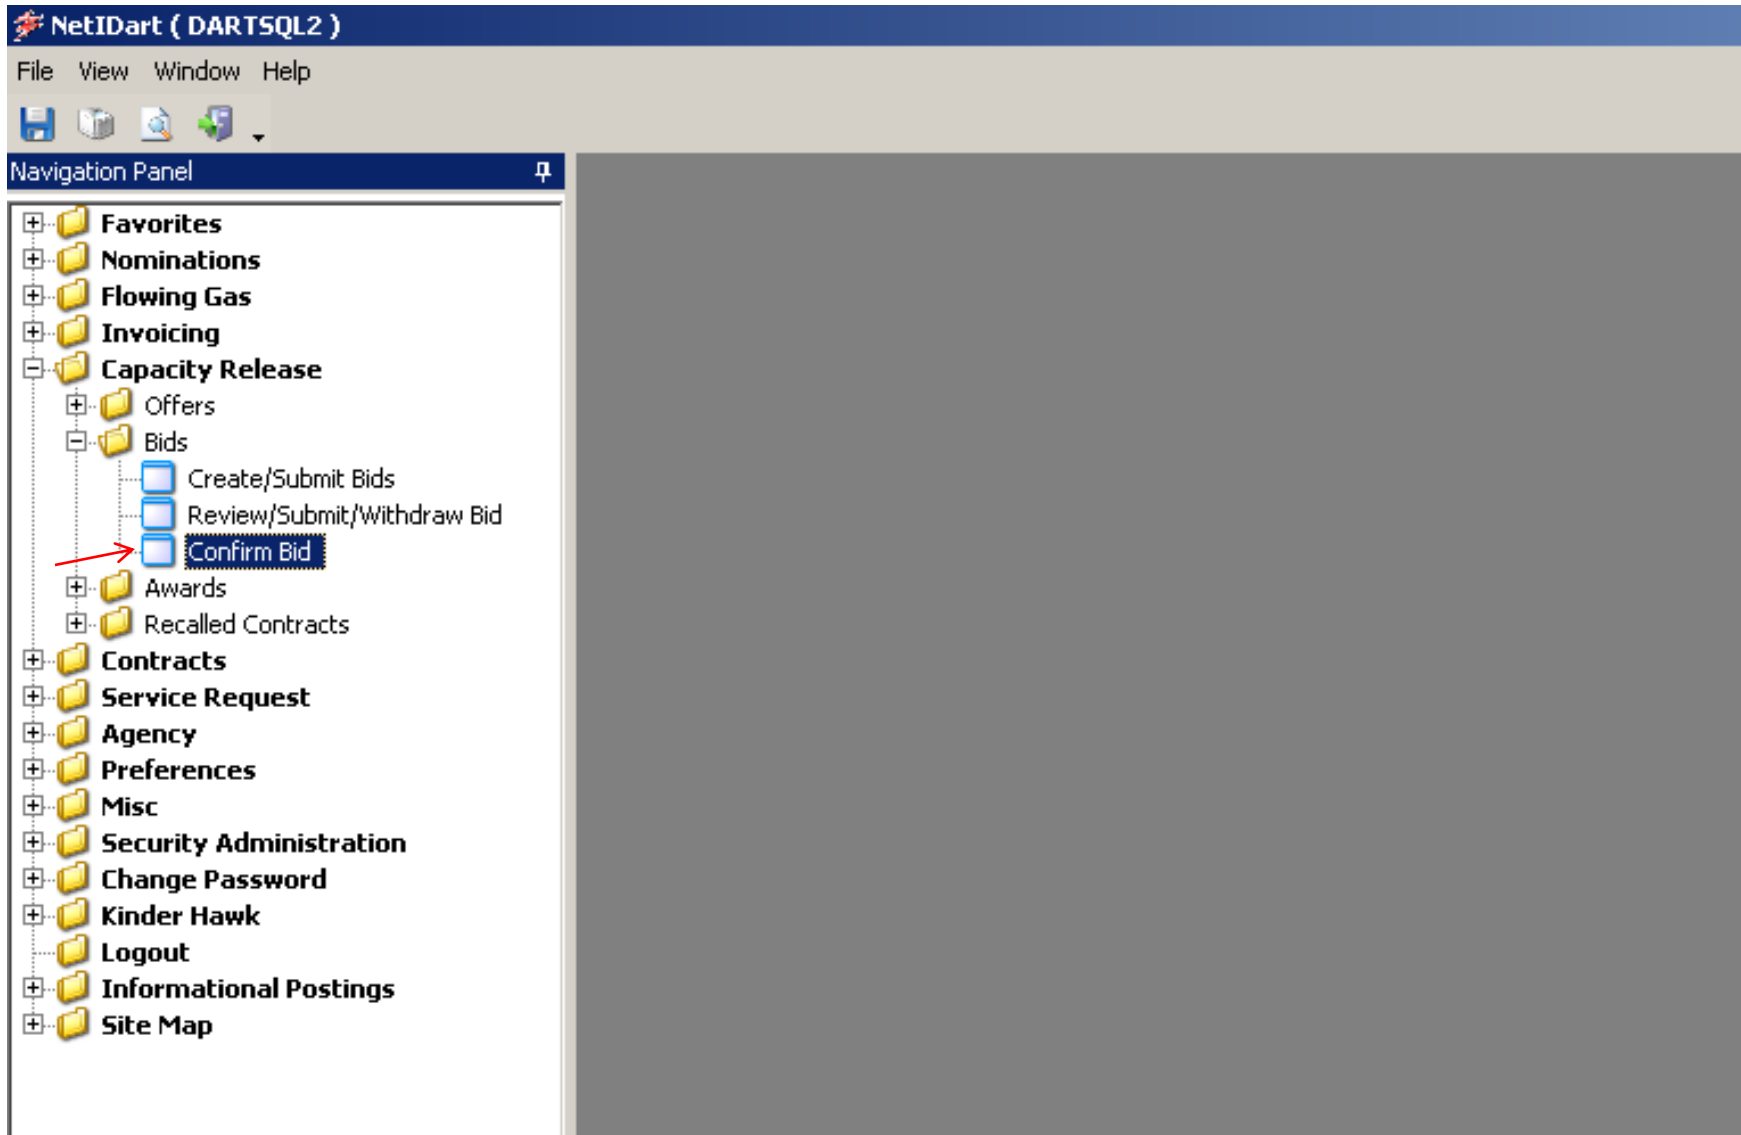 NetIDart ( DARTSQL2 )
File View Window Help
Navigation Panel
Favorites
Nominations
Flowing Gas
Invoicing
Capacity Release
Offers
Bids
Create/Submit Bids
Review/Submit/Withdraw Bid
Confirm Bid
Awards
Recalled Contracts
Contracts
Service Request
Agency
Preferences
Misc
Security Administration
Change Password
Kinder Hawk
Logout
Informational Postings
Site Map